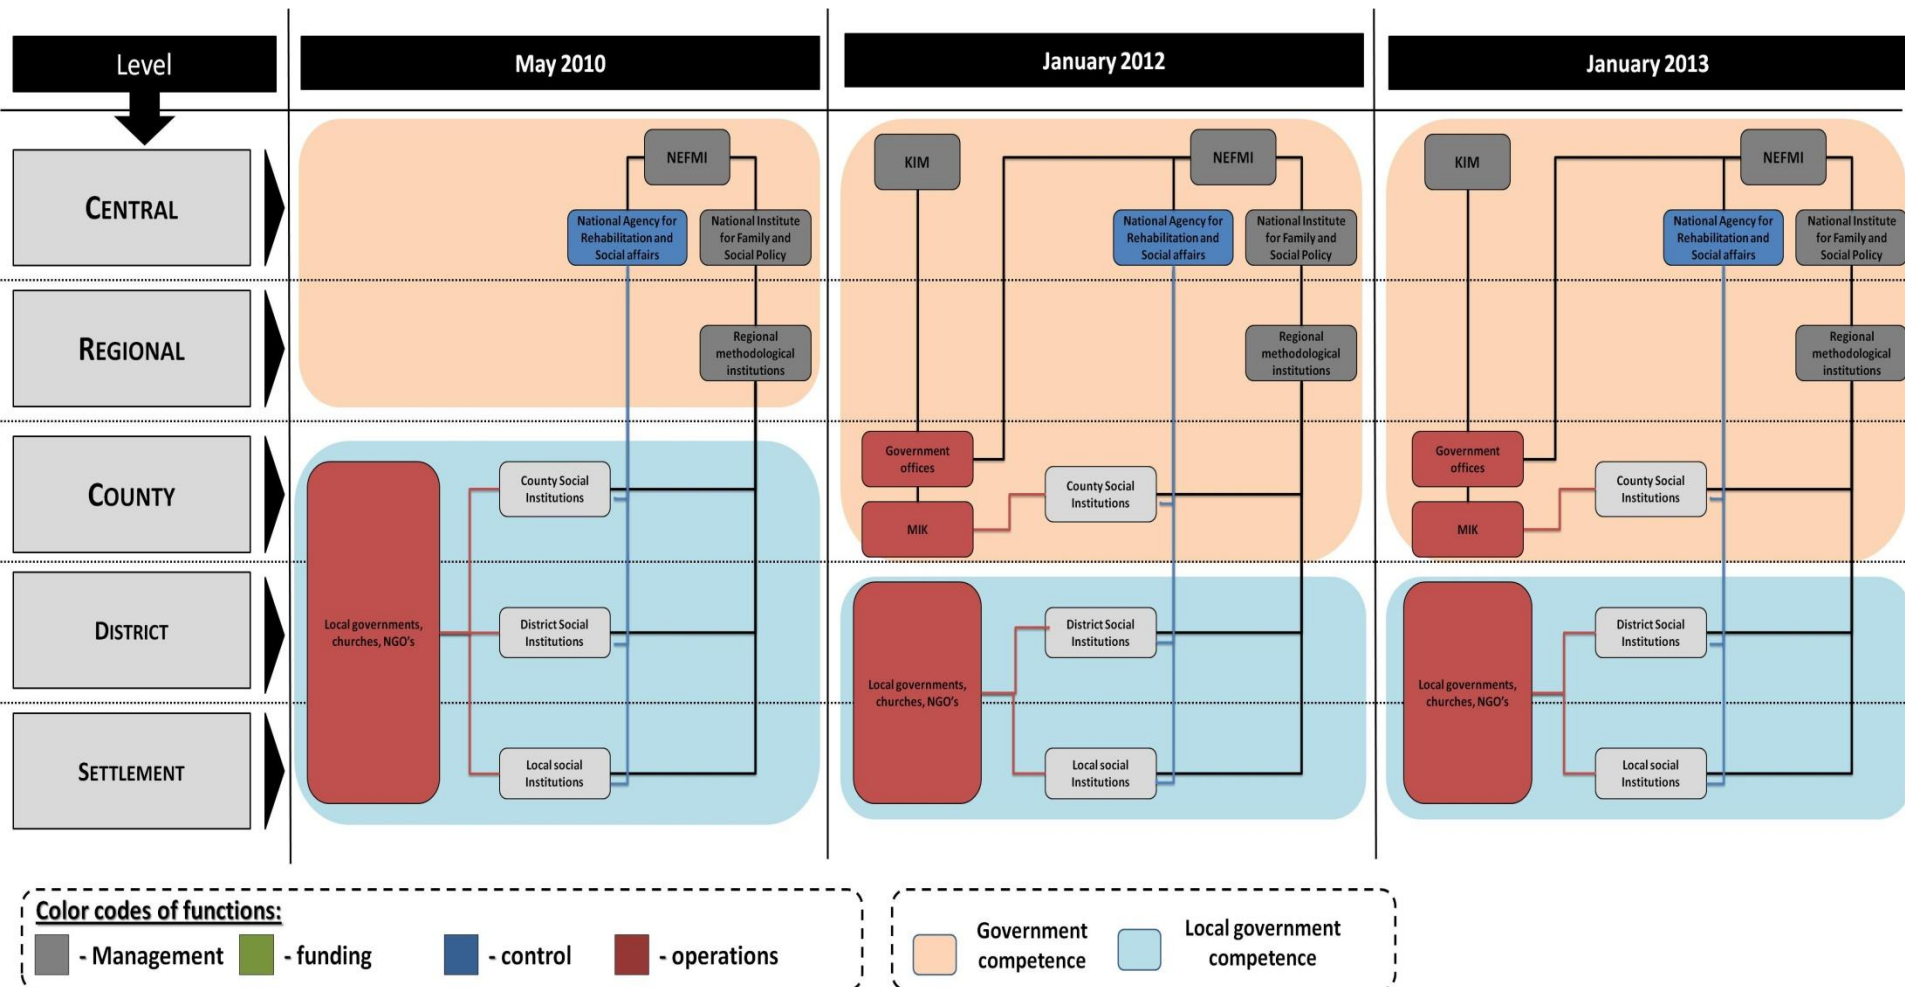 Level
May 2010
January 2012
January 2013
CENTRAL
REGIONAL
COUNTY
DISTRICT
SETTLEMENT
NEFMI
National Agency for
Rehabilitation and
Social affairs
National Institute
for Family and
Social Policy
Regional
methodological
institutions
Local governments,
churches, NGO's
County Social
Institutions
District Social
Institutions
Local social
Institutions
KIM
NEFMI
National Agency for
Rehabilitation and
Social affairs
National Institute
for Family and
Social Policy
Regional
methodological
institutions
Government
offices
MIK
County Social
Institutions
Local governments,
churches, NGO's
District Social
Institutions
Local social
Institutions
KIM
NEFMI
National Agency for
Rehabilitation and
Social affairs
National Institute
for Family and
Social Policy
Regional
methodological
institutions
Government
offices
MIK
County Social
Institutions
Local governments,
churches, NGO's
District Social
Institutions
Local social
Institutions
Color codes of functions:
- Management
- funding
- control
- operations
Government
competence
Local government
competence